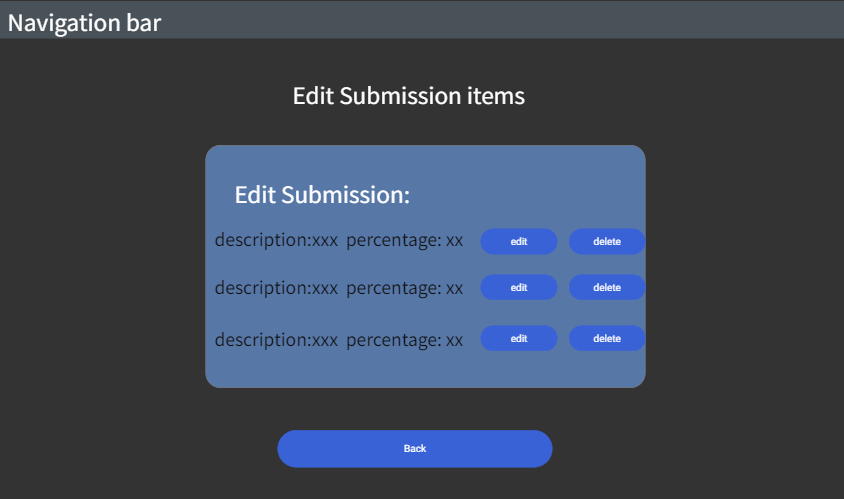 Navigation bar
Edit Submission items
Edit Submission:
description:xxx percentage: xx edit delete
description:xxx percentage: xx edit delete
description:xxx percentage: xx edit delete
Back